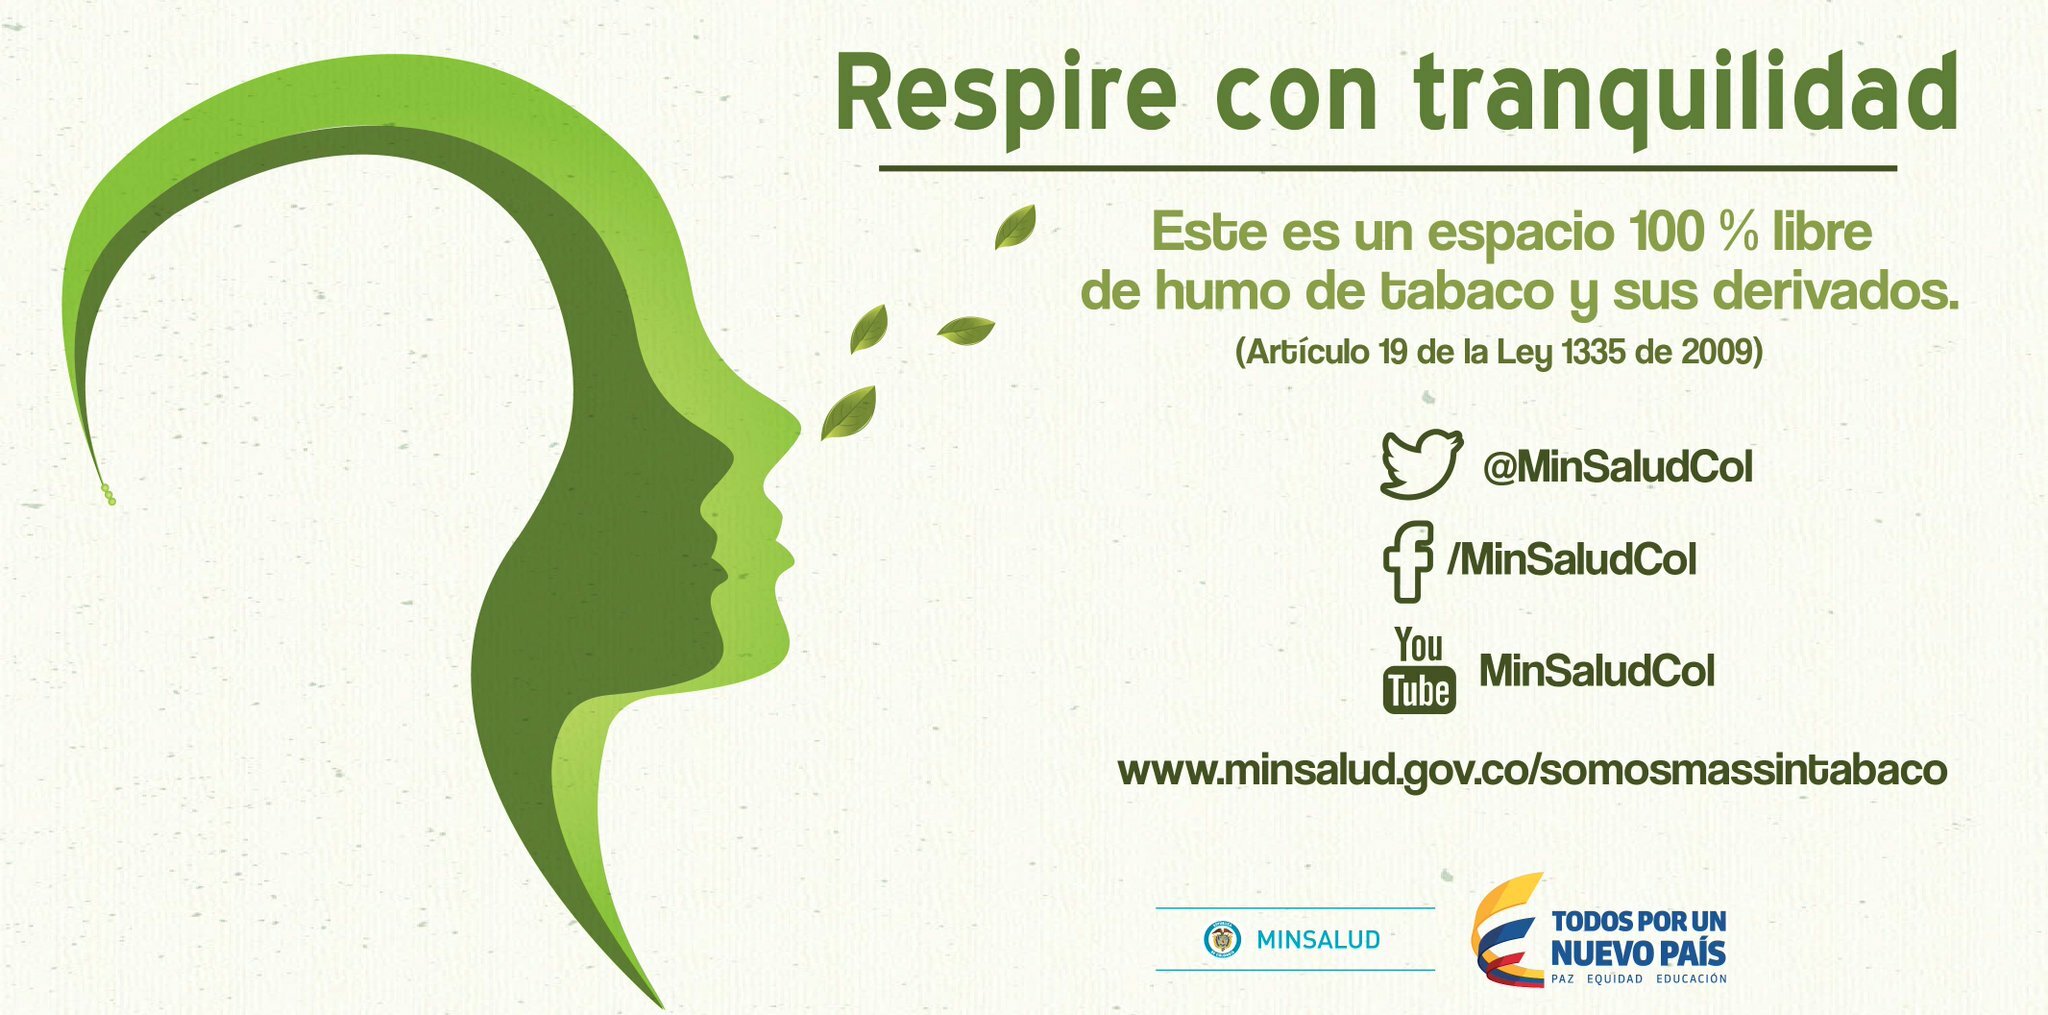 Respire con tranquilidad
Este es un espacio 100 % libre
de humo de tabaco y sus derivados.
(Artículo 19 de la Ley 1335 de 2009)
@MinSaludCol
/MinSaludCol
You
Tube
MinSaludCol
www.minsalud.gov.co/somosmassintabaco
MINSALUD
TODOS POR UN
NUEVO PAÍS
PAZ EQUIDAD EDUCACIÓN